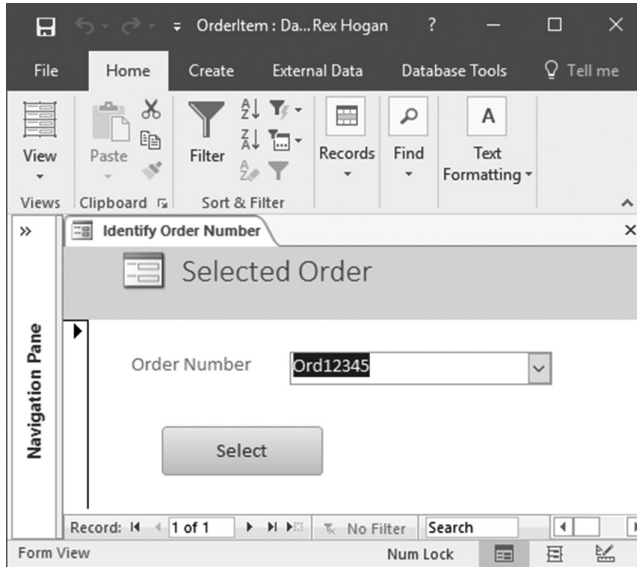 OrderItem : Da... Rex Hogan ?
File Home Create External Data Database Tools Tell me
View Paste Filter Records Find Text Formatting
Views Clipboard Sort & Filter
Identify Order Number
Selected Order
Navigation Pane
Order Number Ord12345
Select
Record: 1 of 1 No Filter Search
Form View Num Lock